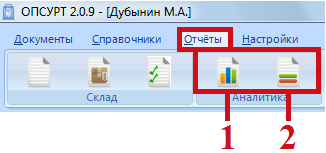 ОПСУРТ 2.0.9 - [Дубынин М.А.]
Документы Справочники Отчёты Настройки
Склад Аналитика
1 2